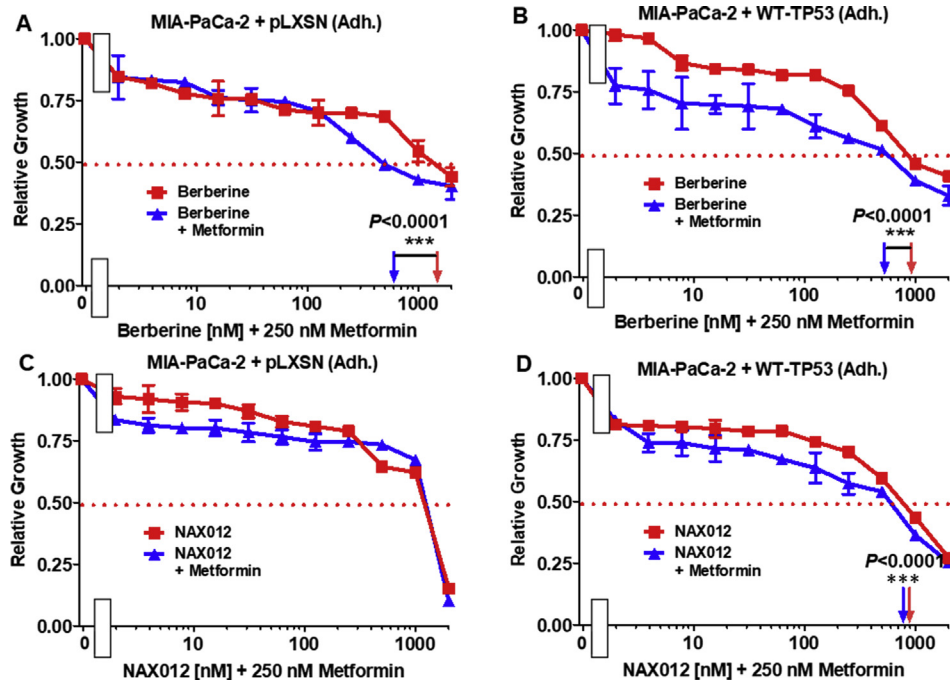 A
MIA-PaCa-2 + pLXSN (Adh.)
1.00
0.75
0.50
0.25
0.00
Relative Growth
Berberine
Berberine
+ Metformin
P<0.0001
***
0
10
100
1000
Berberine [nM] + 250 nM Metformin
B
MIA-PaCa-2 + WT-TP53 (Adh.)
1.00
0.75
0.50
0.25
0.00
Relative Growth
Berberine
Berberine
+ Metformin
P<0.0001
***
0
10
100
1000
Berberine [nM] + 250 nM Metformin
C
MIA-PaCa-2 + pLXSN (Adh.)
1.00
0.75
0.50
0.25
0.00
Relative Growth
NAX012
NAX012
+ Metformin
0
10
100
1000
NAX012 [nM] + 250 nM Metformin
D
MIA-PaCa-2 + WT-TP53 (Adh.)
1.00
0.75
0.50
0.25
0.00
Relative Growth
NAX012
NAX012
+ Metformin
P<0.0001
***
0
10
100
1000
NAX012 [nM] + 250 nM Metformin